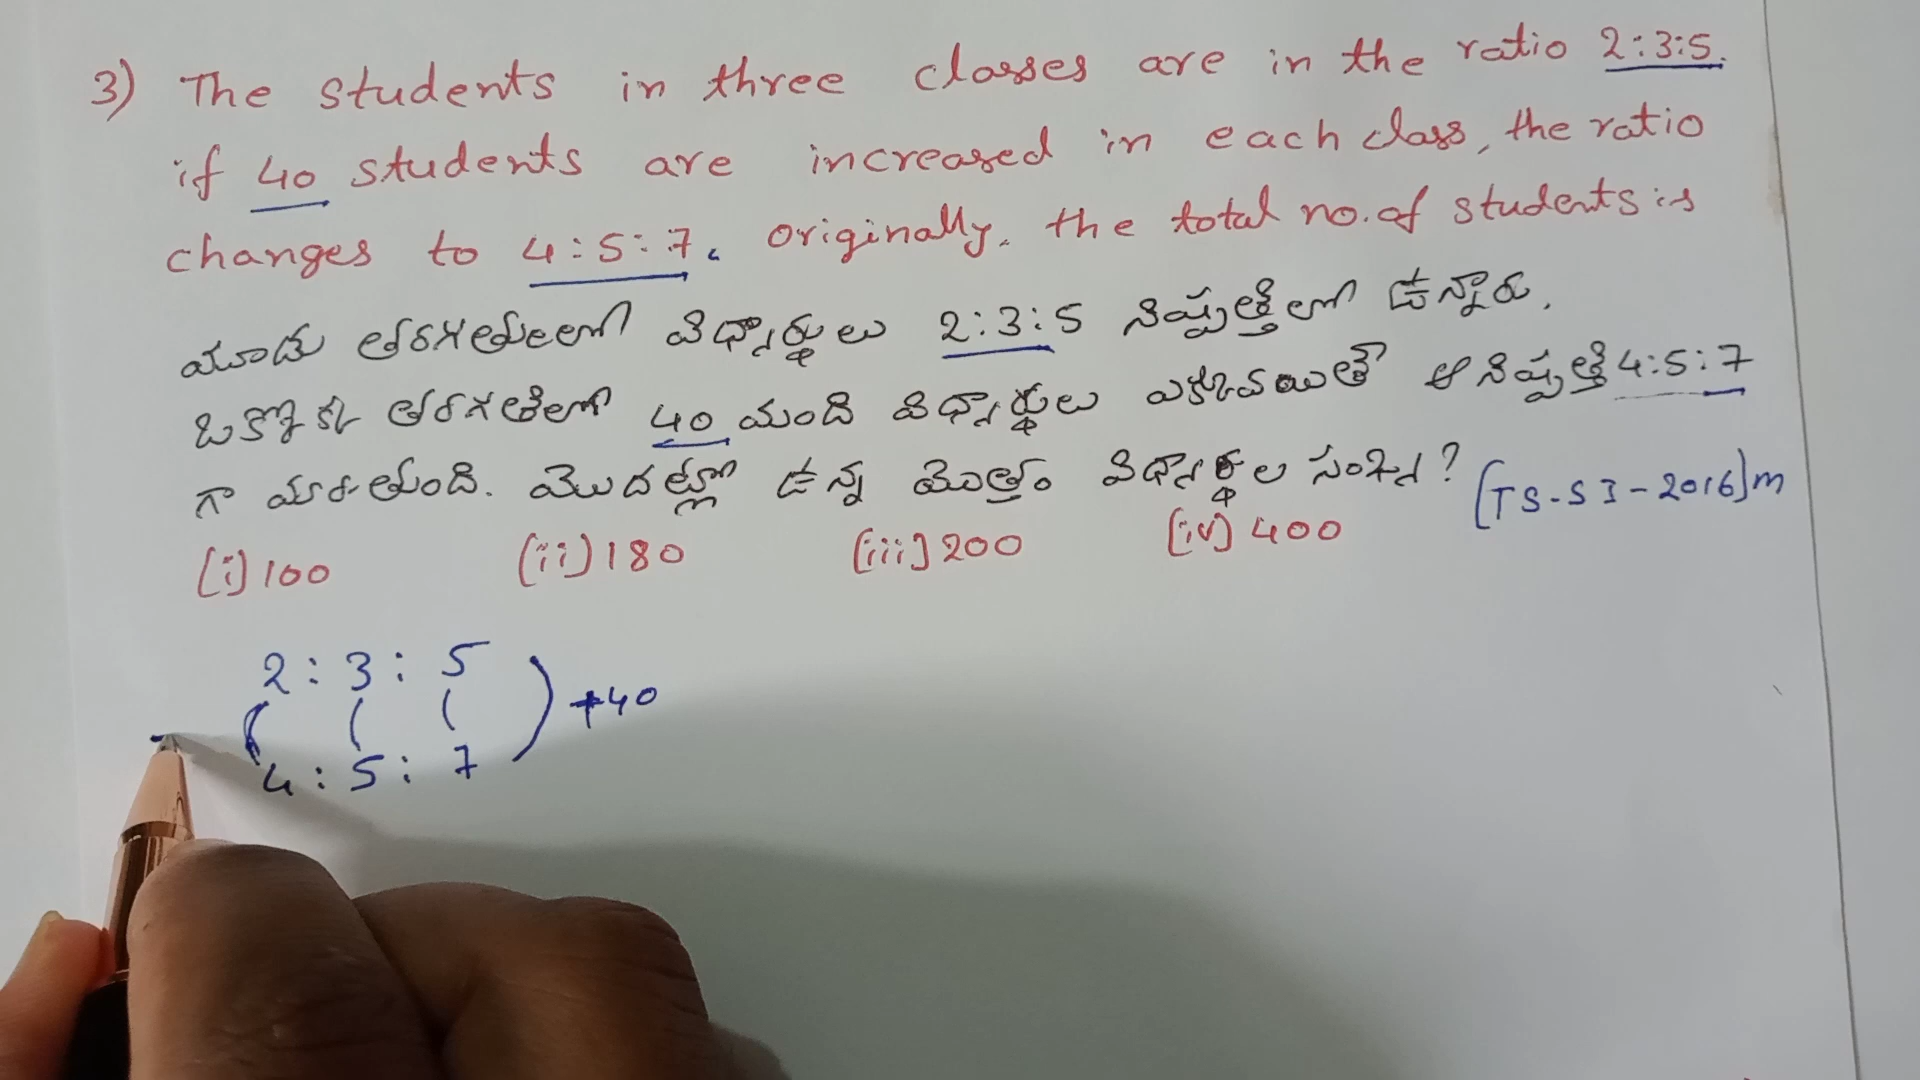 3) The students in three classes are in the ratio 2:3:5.
if 40 students are increased in each class, the ratio
changes to 4:5:7. originally, the total no. of students is
మూడు తరగతులలో విధ్యార్థులు 2:3:5 నిష్పత్తిలో ఉన్నారు.
ఒకొక్క తరగతిలో 40 మంది విధ్యార్థులు ఎక్కువయితే ఆ నిష్పత్తి 4:5:7
గా మారుతుంది. మొదట్లో ఉన్న మొత్తం విధ్యార్థుల సంఖ్య? [TS-SI-2016]m
(i) 100 (ii) 180 (iii) 200 (iv) 400
2 : 3 : 5
+40
4 : 5 : 7